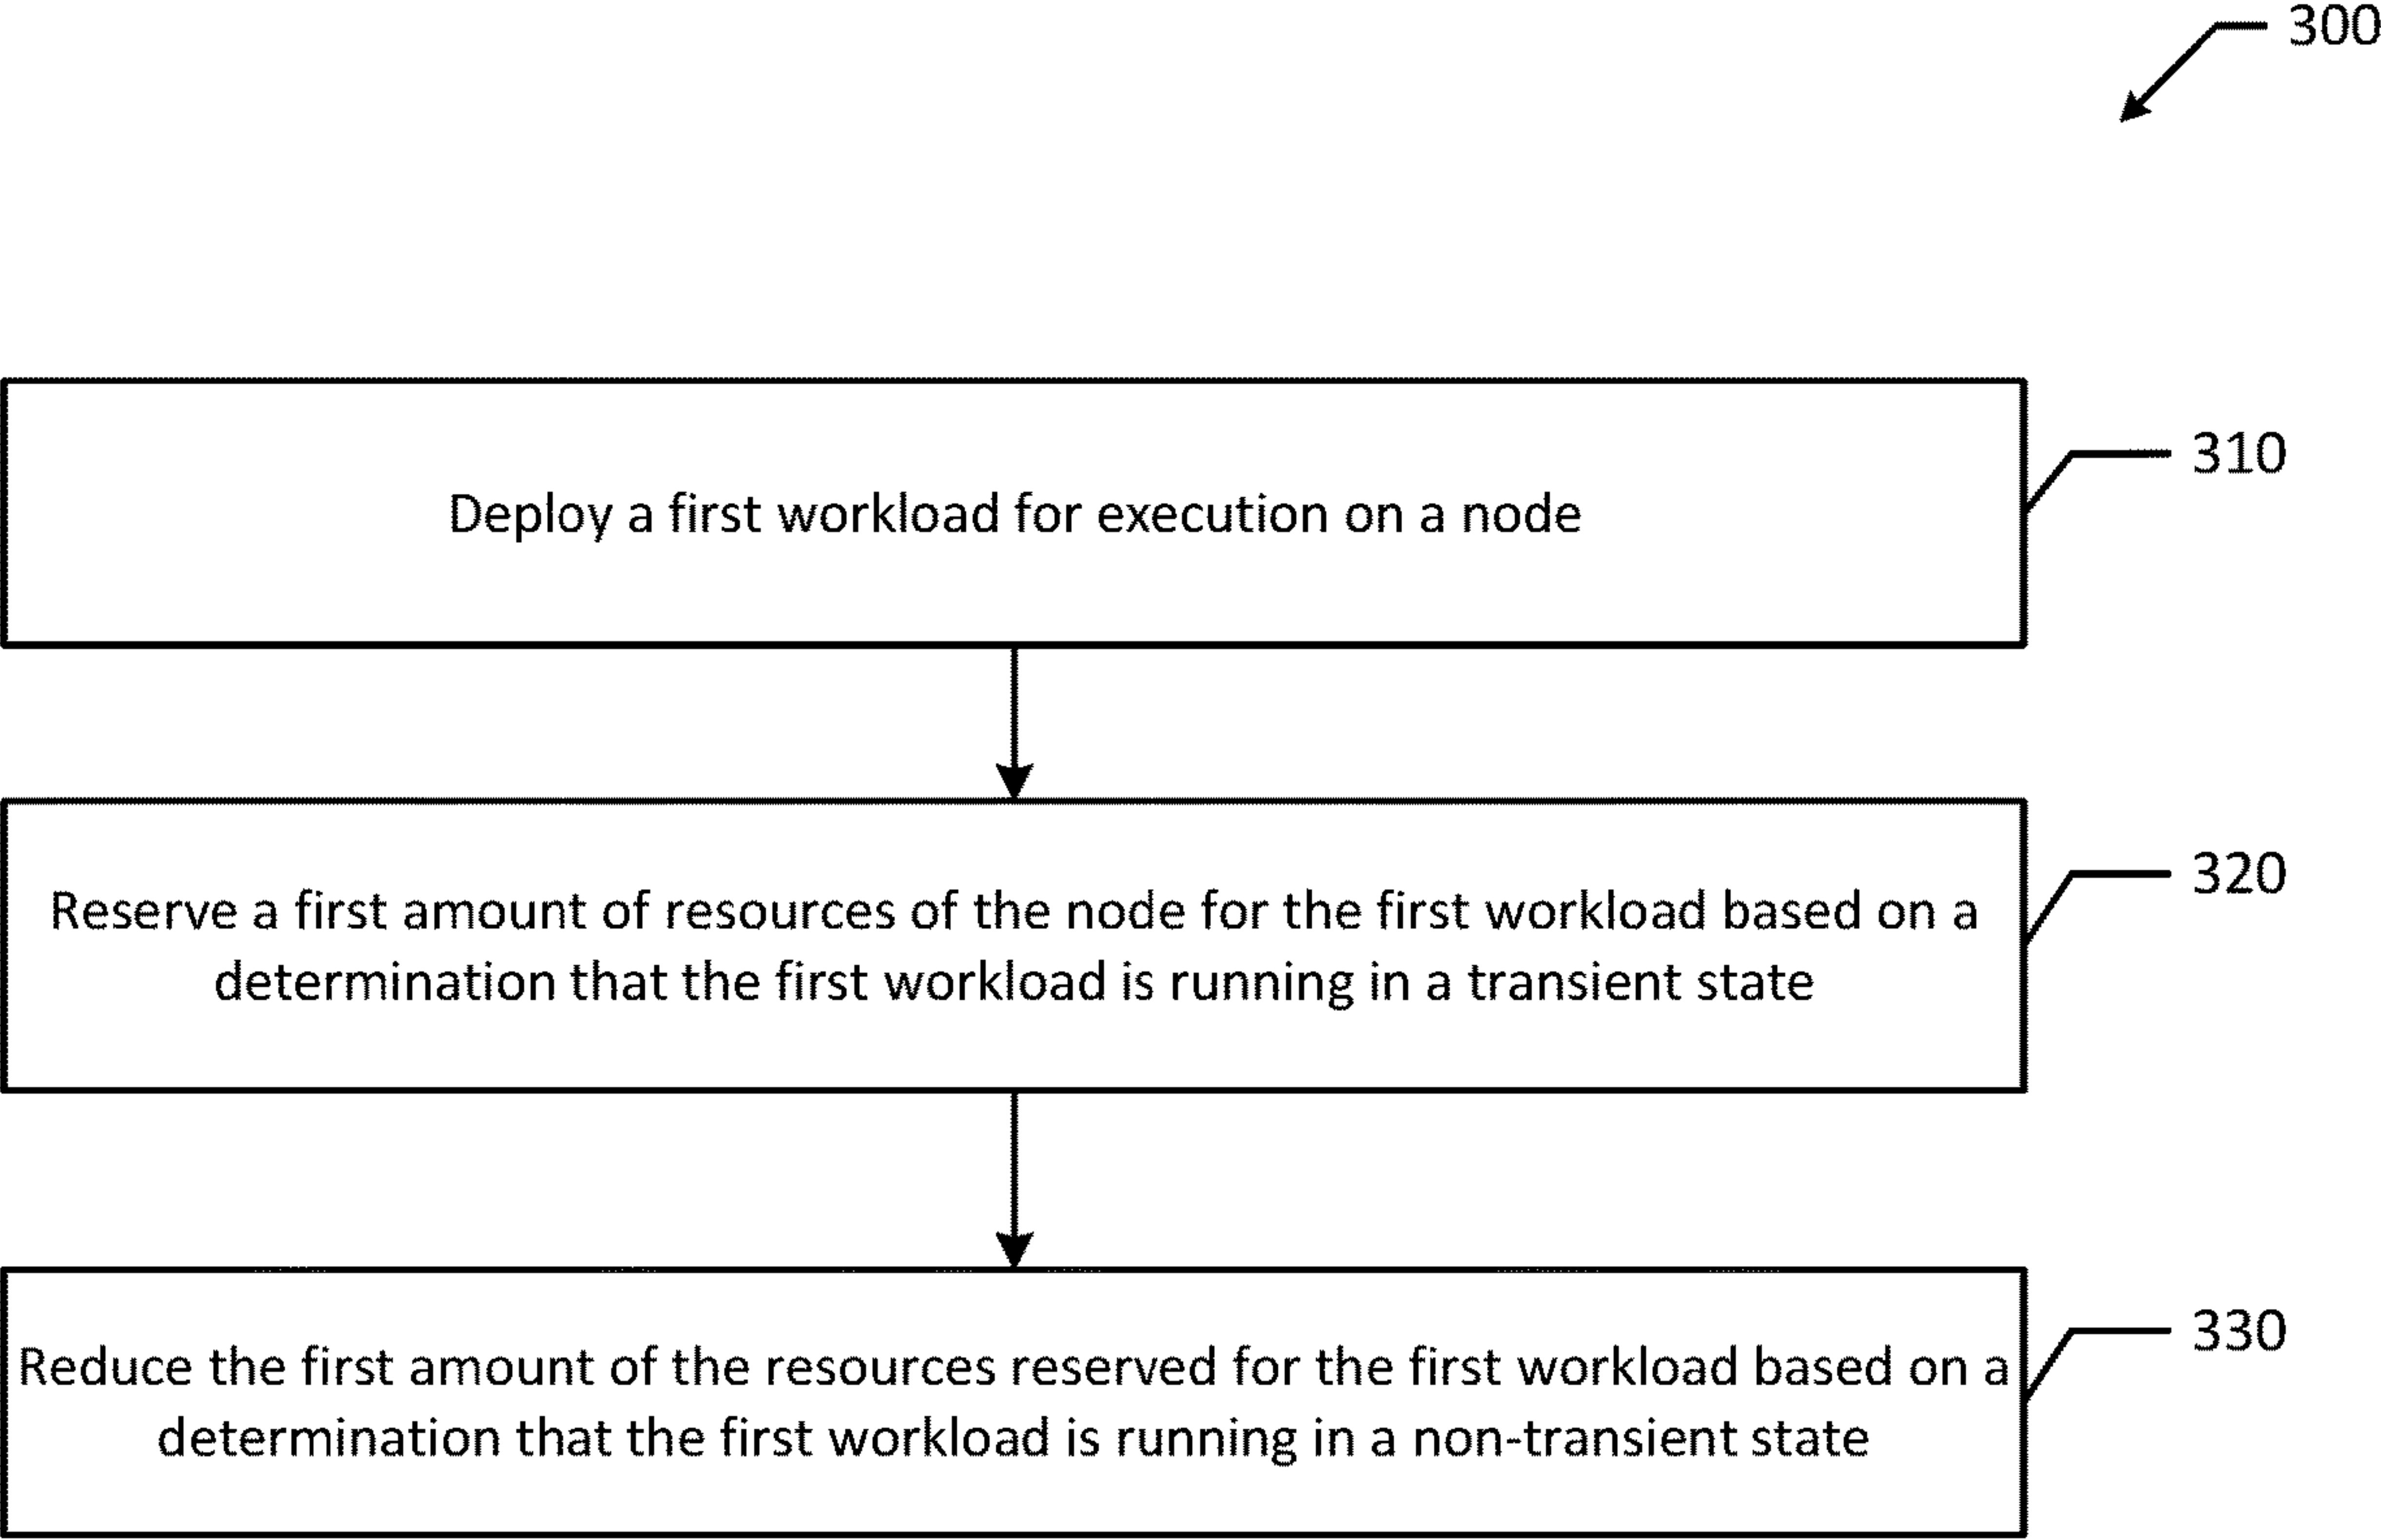 300
310
Deploy a first workload for execution on a node
320
Reserve a first amount of resources of the node for the first workload based on a
determination that the first workload is running in a transient state
330
Reduce the first amount of the resources reserved for the first workload based on a
determination that the first workload is running in a non-transient state